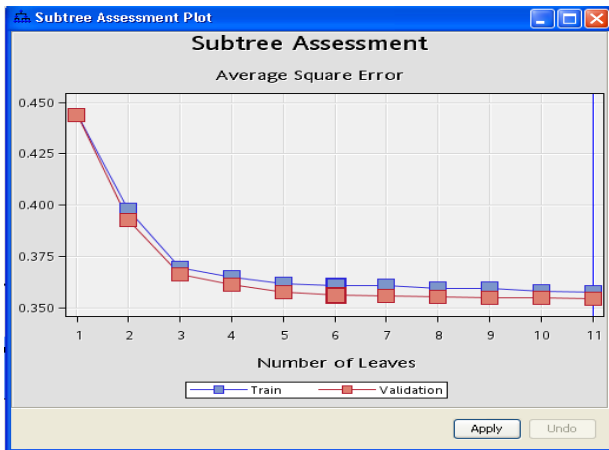 Subtree Assessment Plot
Subtree Assessment
Average Square Error
0.450
0.425
0.400
0.375
0.350
1 2 3 4 5 6 7 8 9 10 11
Number of Leaves
Train Validation
Apply Undo